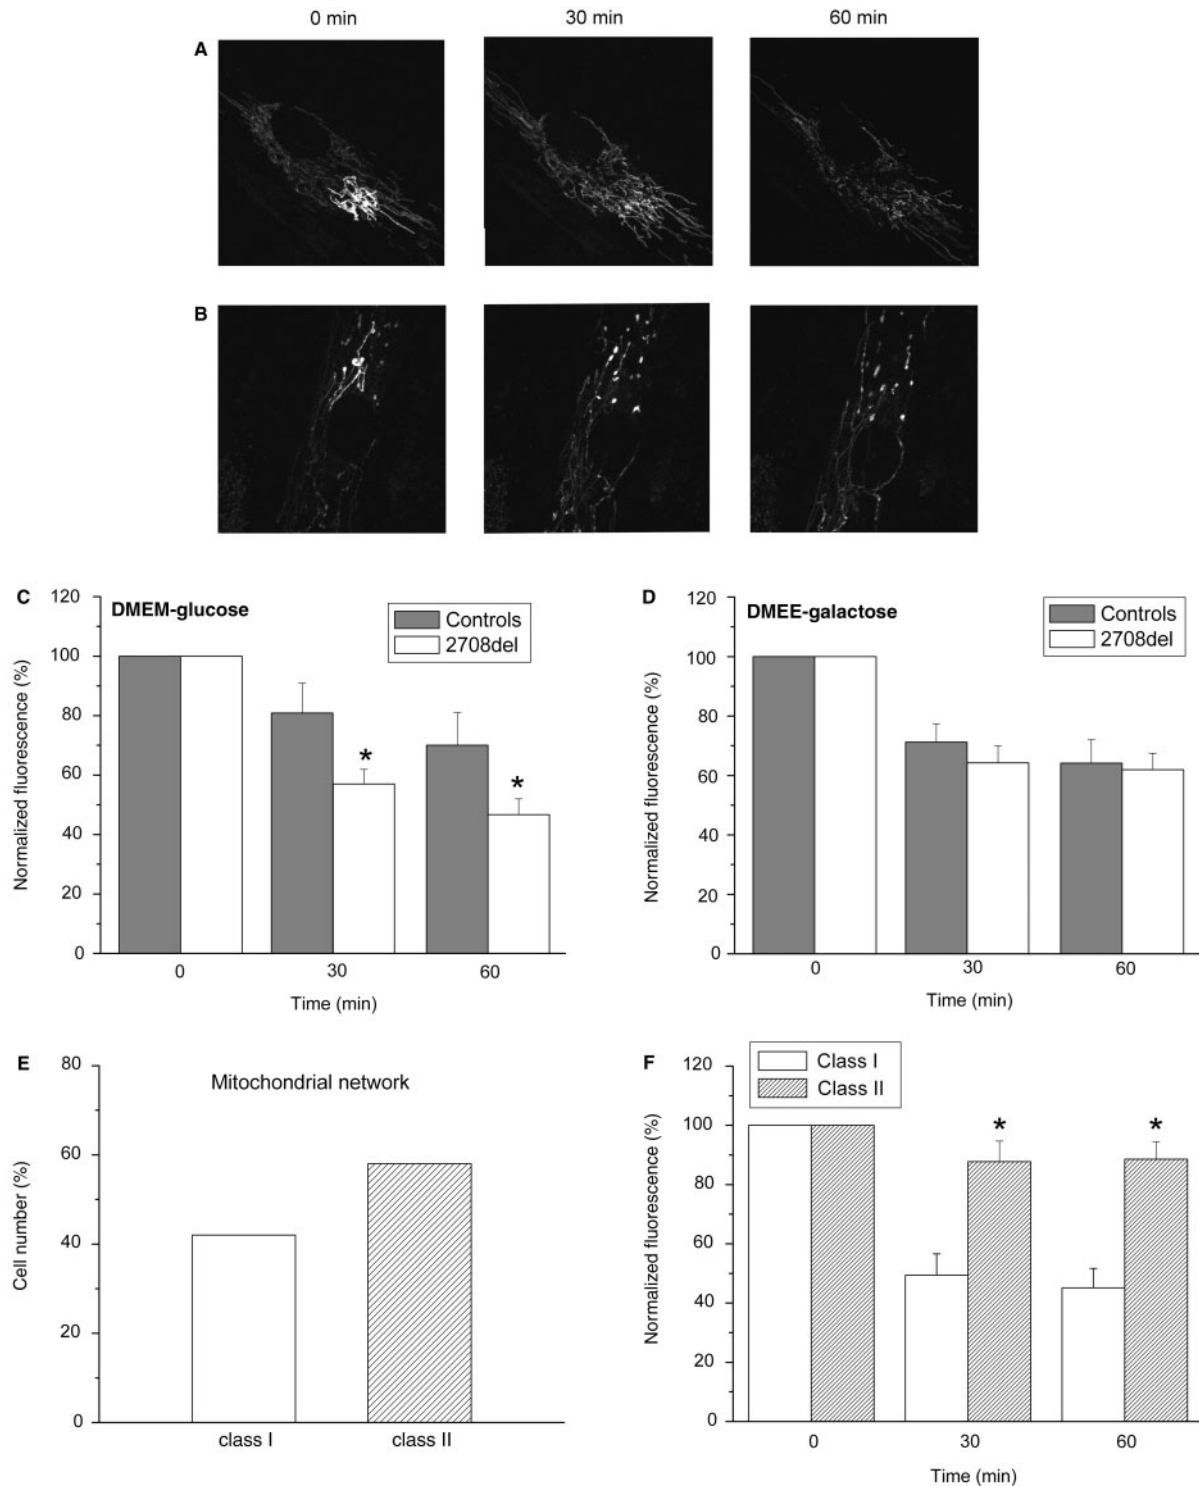 0 min 30 min 60 min
A
B
C
DMEM-glucose
Controls
2708del
120
100
80
60
40
20
0
Normalized fluorescence (%)
*
*
0 30 60
Time (min)
D
DMEE-galactose
Controls
2708del
120
100
80
60
40
20
0
Normalized fluorescence (%)
0 30 60
Time (min)
E
Mitochondrial network
80
60
40
20
0
Cell number (%)
class I class II
F
Class I
Class II
120
100
80
60
40
20
0
Normalized fluorescence (%)
*
*
0 30 60
Time (min)